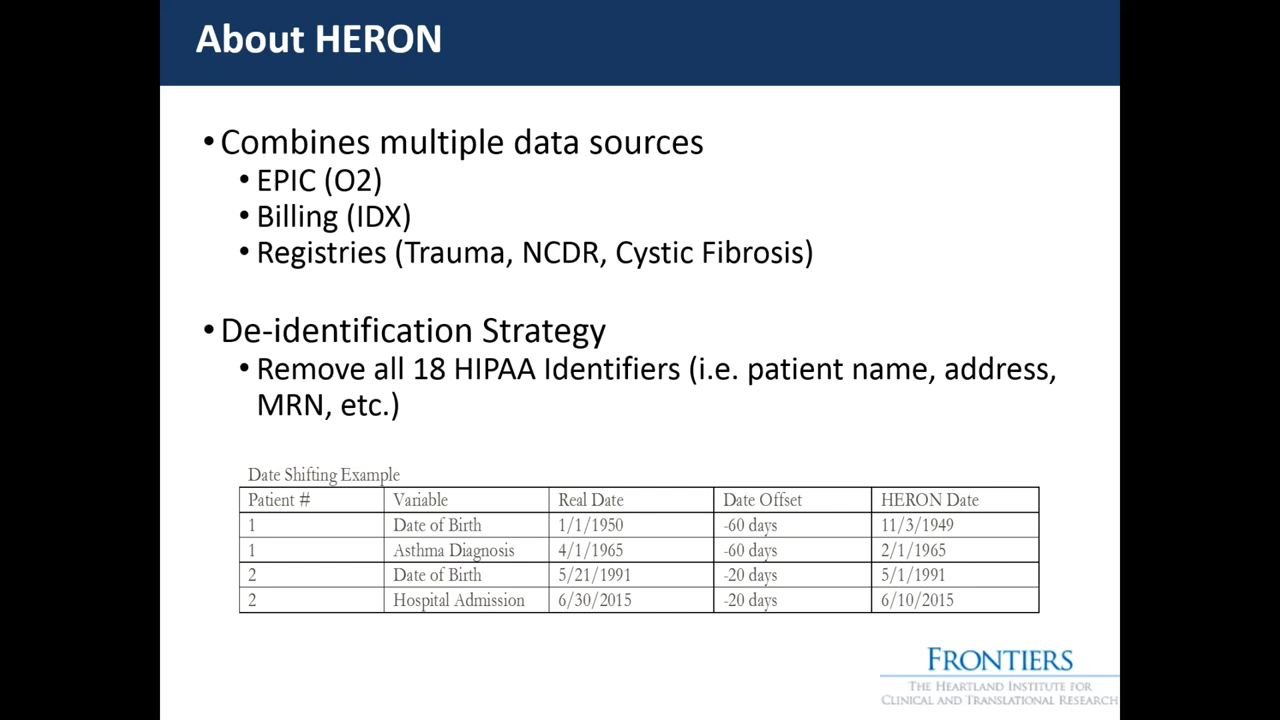 About HERON
• Combines multiple data sources
• EPIC (O2)
• Billing (IDX)
• Registries (Trauma, NCDR, Cystic Fibrosis)
• De-identification Strategy
• Remove all 18 HIPAA Identifiers (i.e. patient name, address,
MRN, etc.)
Date Shifting Example
Patient # Variable Real Date Date Offset HERON Date
1 Date of Birth 1/1/1950 -60 days 11/3/1949
1 Asthma Diagnosis 4/1/1965 -60 days 2/1/1965
2 Date of Birth 5/21/1991 -20 days 5/1/1991
2 Hospital Admission 6/30/2015 -20 days 6/10/2015
FRONTIERS
THE HEARTLAND INSTITUTE FOR
CLINICAL AND TRANSLATIONAL RESEARCH